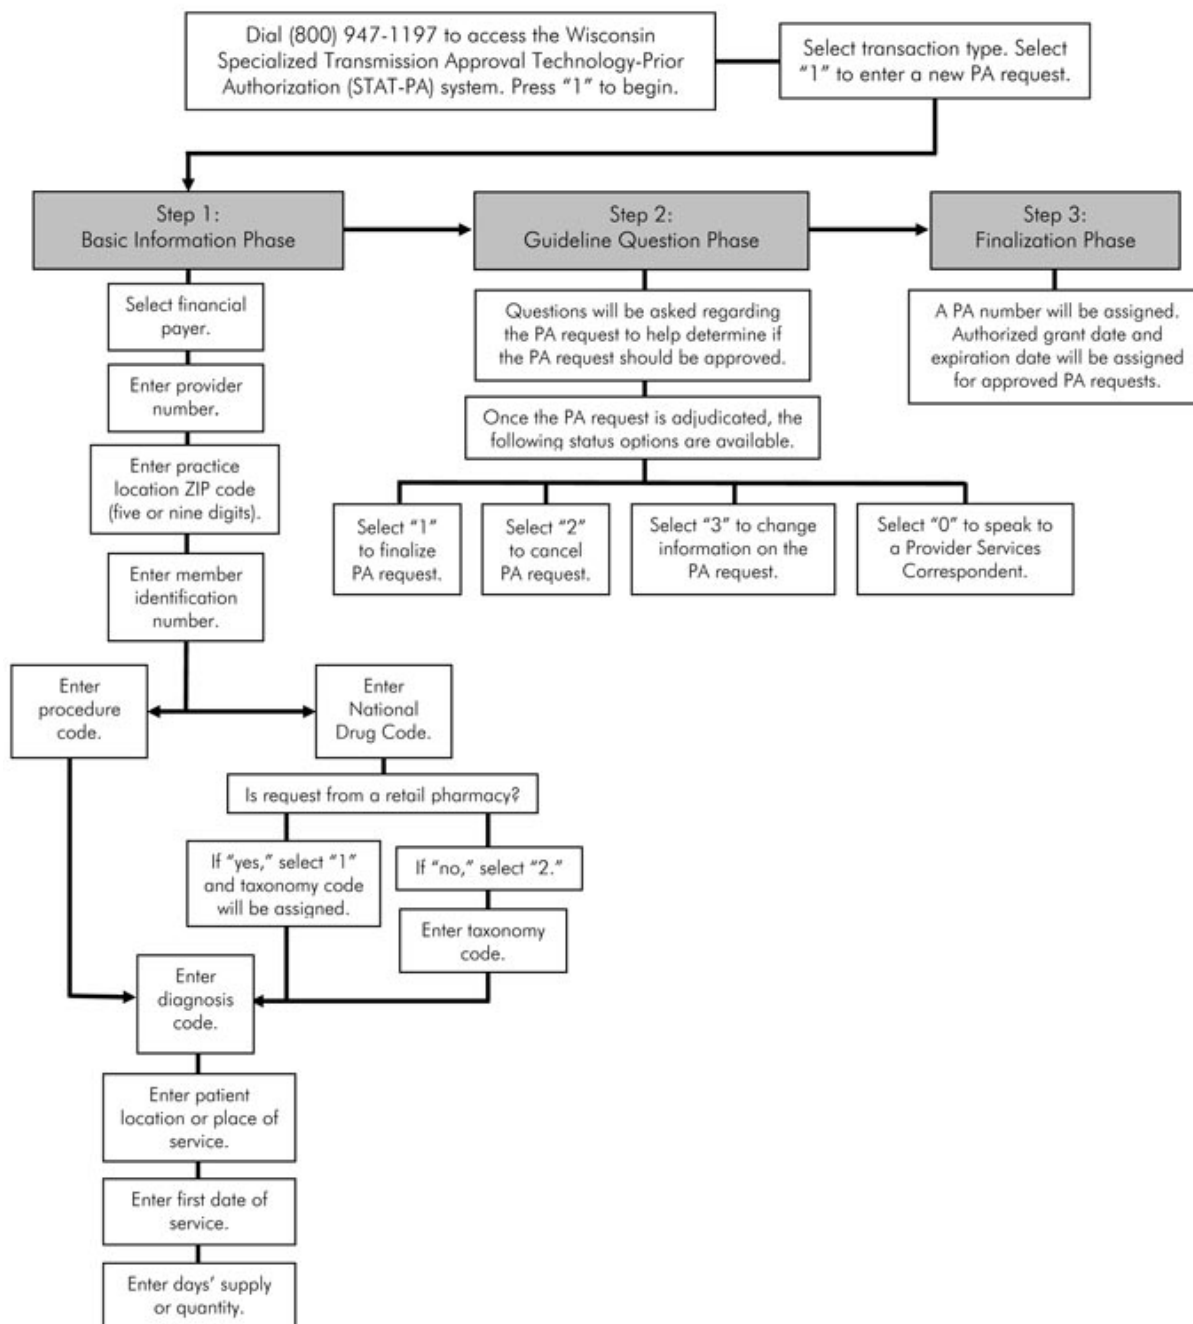 Dial (800) 947-1197 to access the Wisconsin
Specialized Transmission Approval Technology-Prior
Authorization (STAT-PA) system. Press “1” to begin.
Select transaction type. Select
“1” to enter a new PA request.
Step 1:
Basic Information Phase
Step 2:
Guideline Question Phase
Step 3:
Finalization Phase
Select financial
payer.
Enter provider
number.
Enter practice
location ZIP code
(five or nine digits).
Enter member
identification
number.
Questions will be asked regarding
the PA request to help determine if
the PA request should be approved.
Once the PA request is adjudicated, the
following status options are available.
Select “1”
to finalize
PA request.
Select “2”
to cancel
PA request.
Select “3” to change
information on the
PA request.
Select “0” to speak to
a Provider Services
Correspondent.
A PA number will be assigned.
Authorized grant date and
expiration date will be assigned
for approved PA requests.
Enter
procedure
code.
Enter
National
Drug Code.
Is request from a retail pharmacy?
If “yes,” select “1”
and taxonomy code
will be assigned.
If “no,” select “2.”
Enter taxonomy
code.
Enter
diagnosis
code.
Enter patient
location or place of
service.
Enter first date of
service.
Enter days’ supply
or quantity.